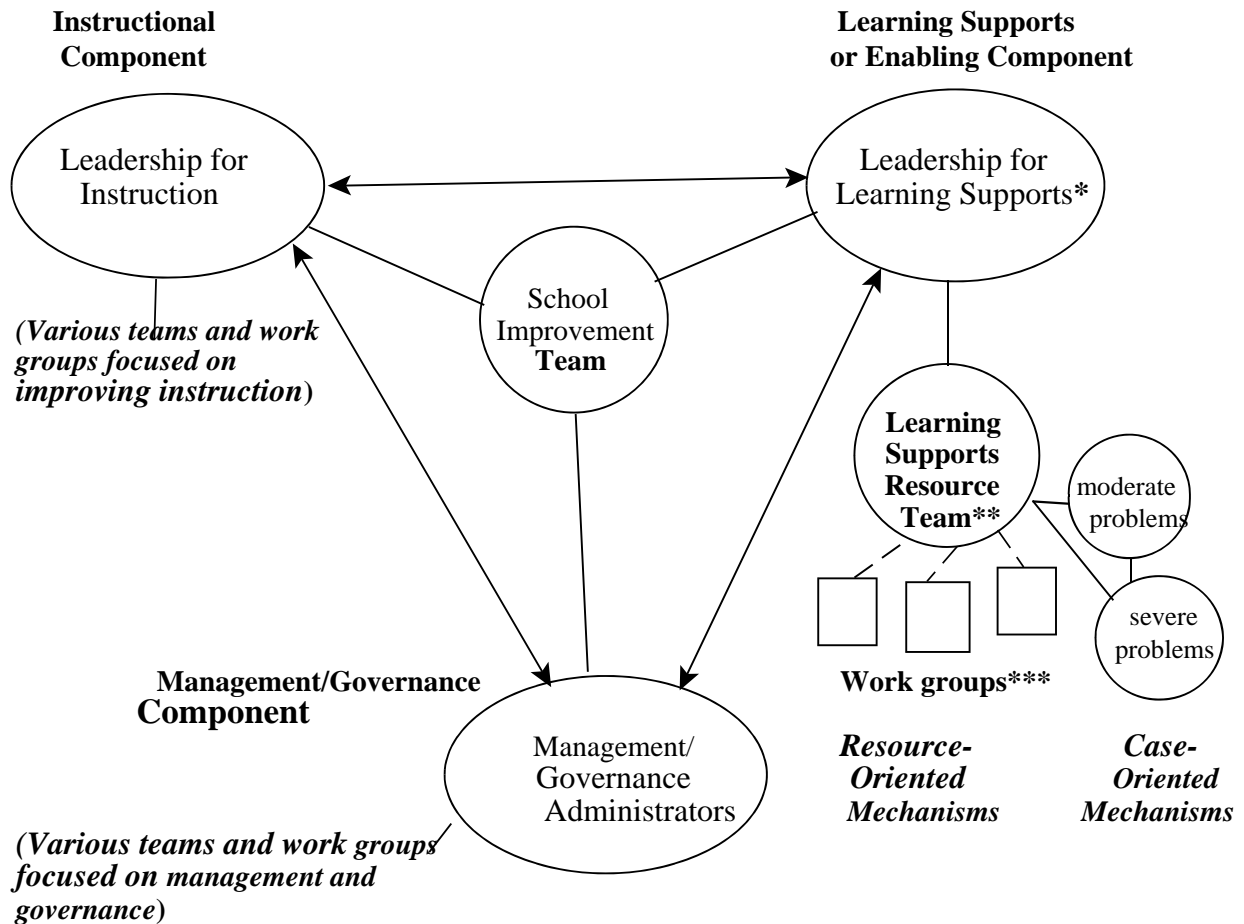 Instructional
Component
Learning Supports
or Enabling Component
Leadership for
Instruction
Leadership for
Learning Supports*
School
Improvement
Team
(Various teams and work
groups focused on
improving instruction)
Learning
Supports
Resource
Team**
moderate
problems
severe
problems
Work groups***
Management/Governance
Component
Management/
Governance
Administrators
Resource-
Oriented
Mechanisms
Case-
Oriented
Mechanisms
(Various teams and work groups
focused on management and
governance)